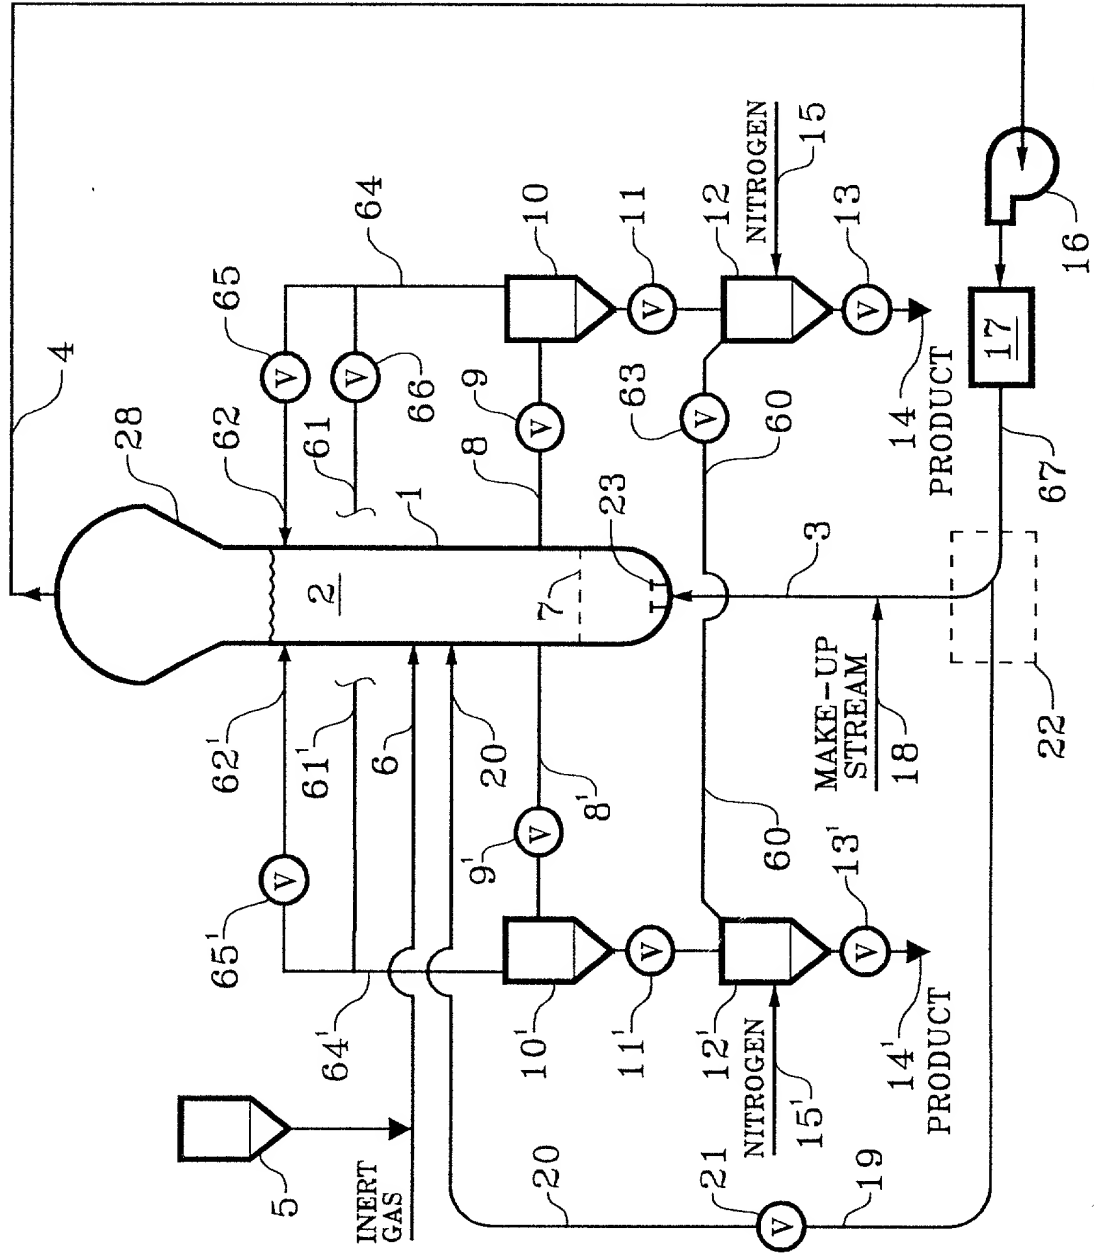 4
28
62
65
V
64
61
V
66
1
2
62'
65'
V
61'
6
20
64'
5
INERT
GAS
8
9
V
10
7
23
8'
9'
V
10'
11
V
11'
V
63
V
60
60
12
NITROGEN
15
12'
NITROGEN
15'
13
V
14
PRODUCT
13'
V
14'
PRODUCT
3
MAKE-UP
STREAM
18
16
17
67
22
20
21
V
19